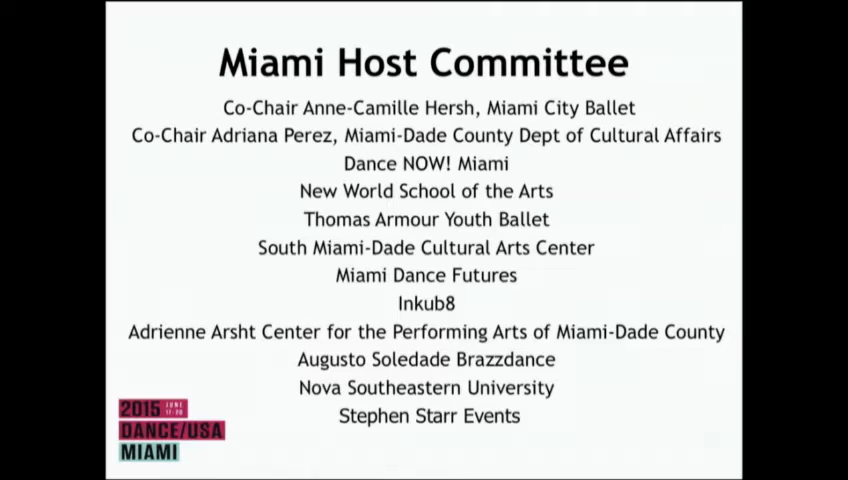 Miami Host Committee
Co-Chair Anne-Camille Hersh, Miami City Ballet
Co-Chair Adriana Perez, Miami-Dade County Dept of Cultural Affairs
Dance NOW! Miami
New World School of the Arts
Thomas Armour Youth Ballet
South Miami-Dade Cultural Arts Center
Miami Dance Futures
Inkub8
Adrienne Arsht Center for the Performing Arts of Miami-Dade County
Augusto Soledade Brazzdance
Nova Southeastern University
Stephen Starr Events
2015 JUNE 17-20
DANCE/USA
MIAMI